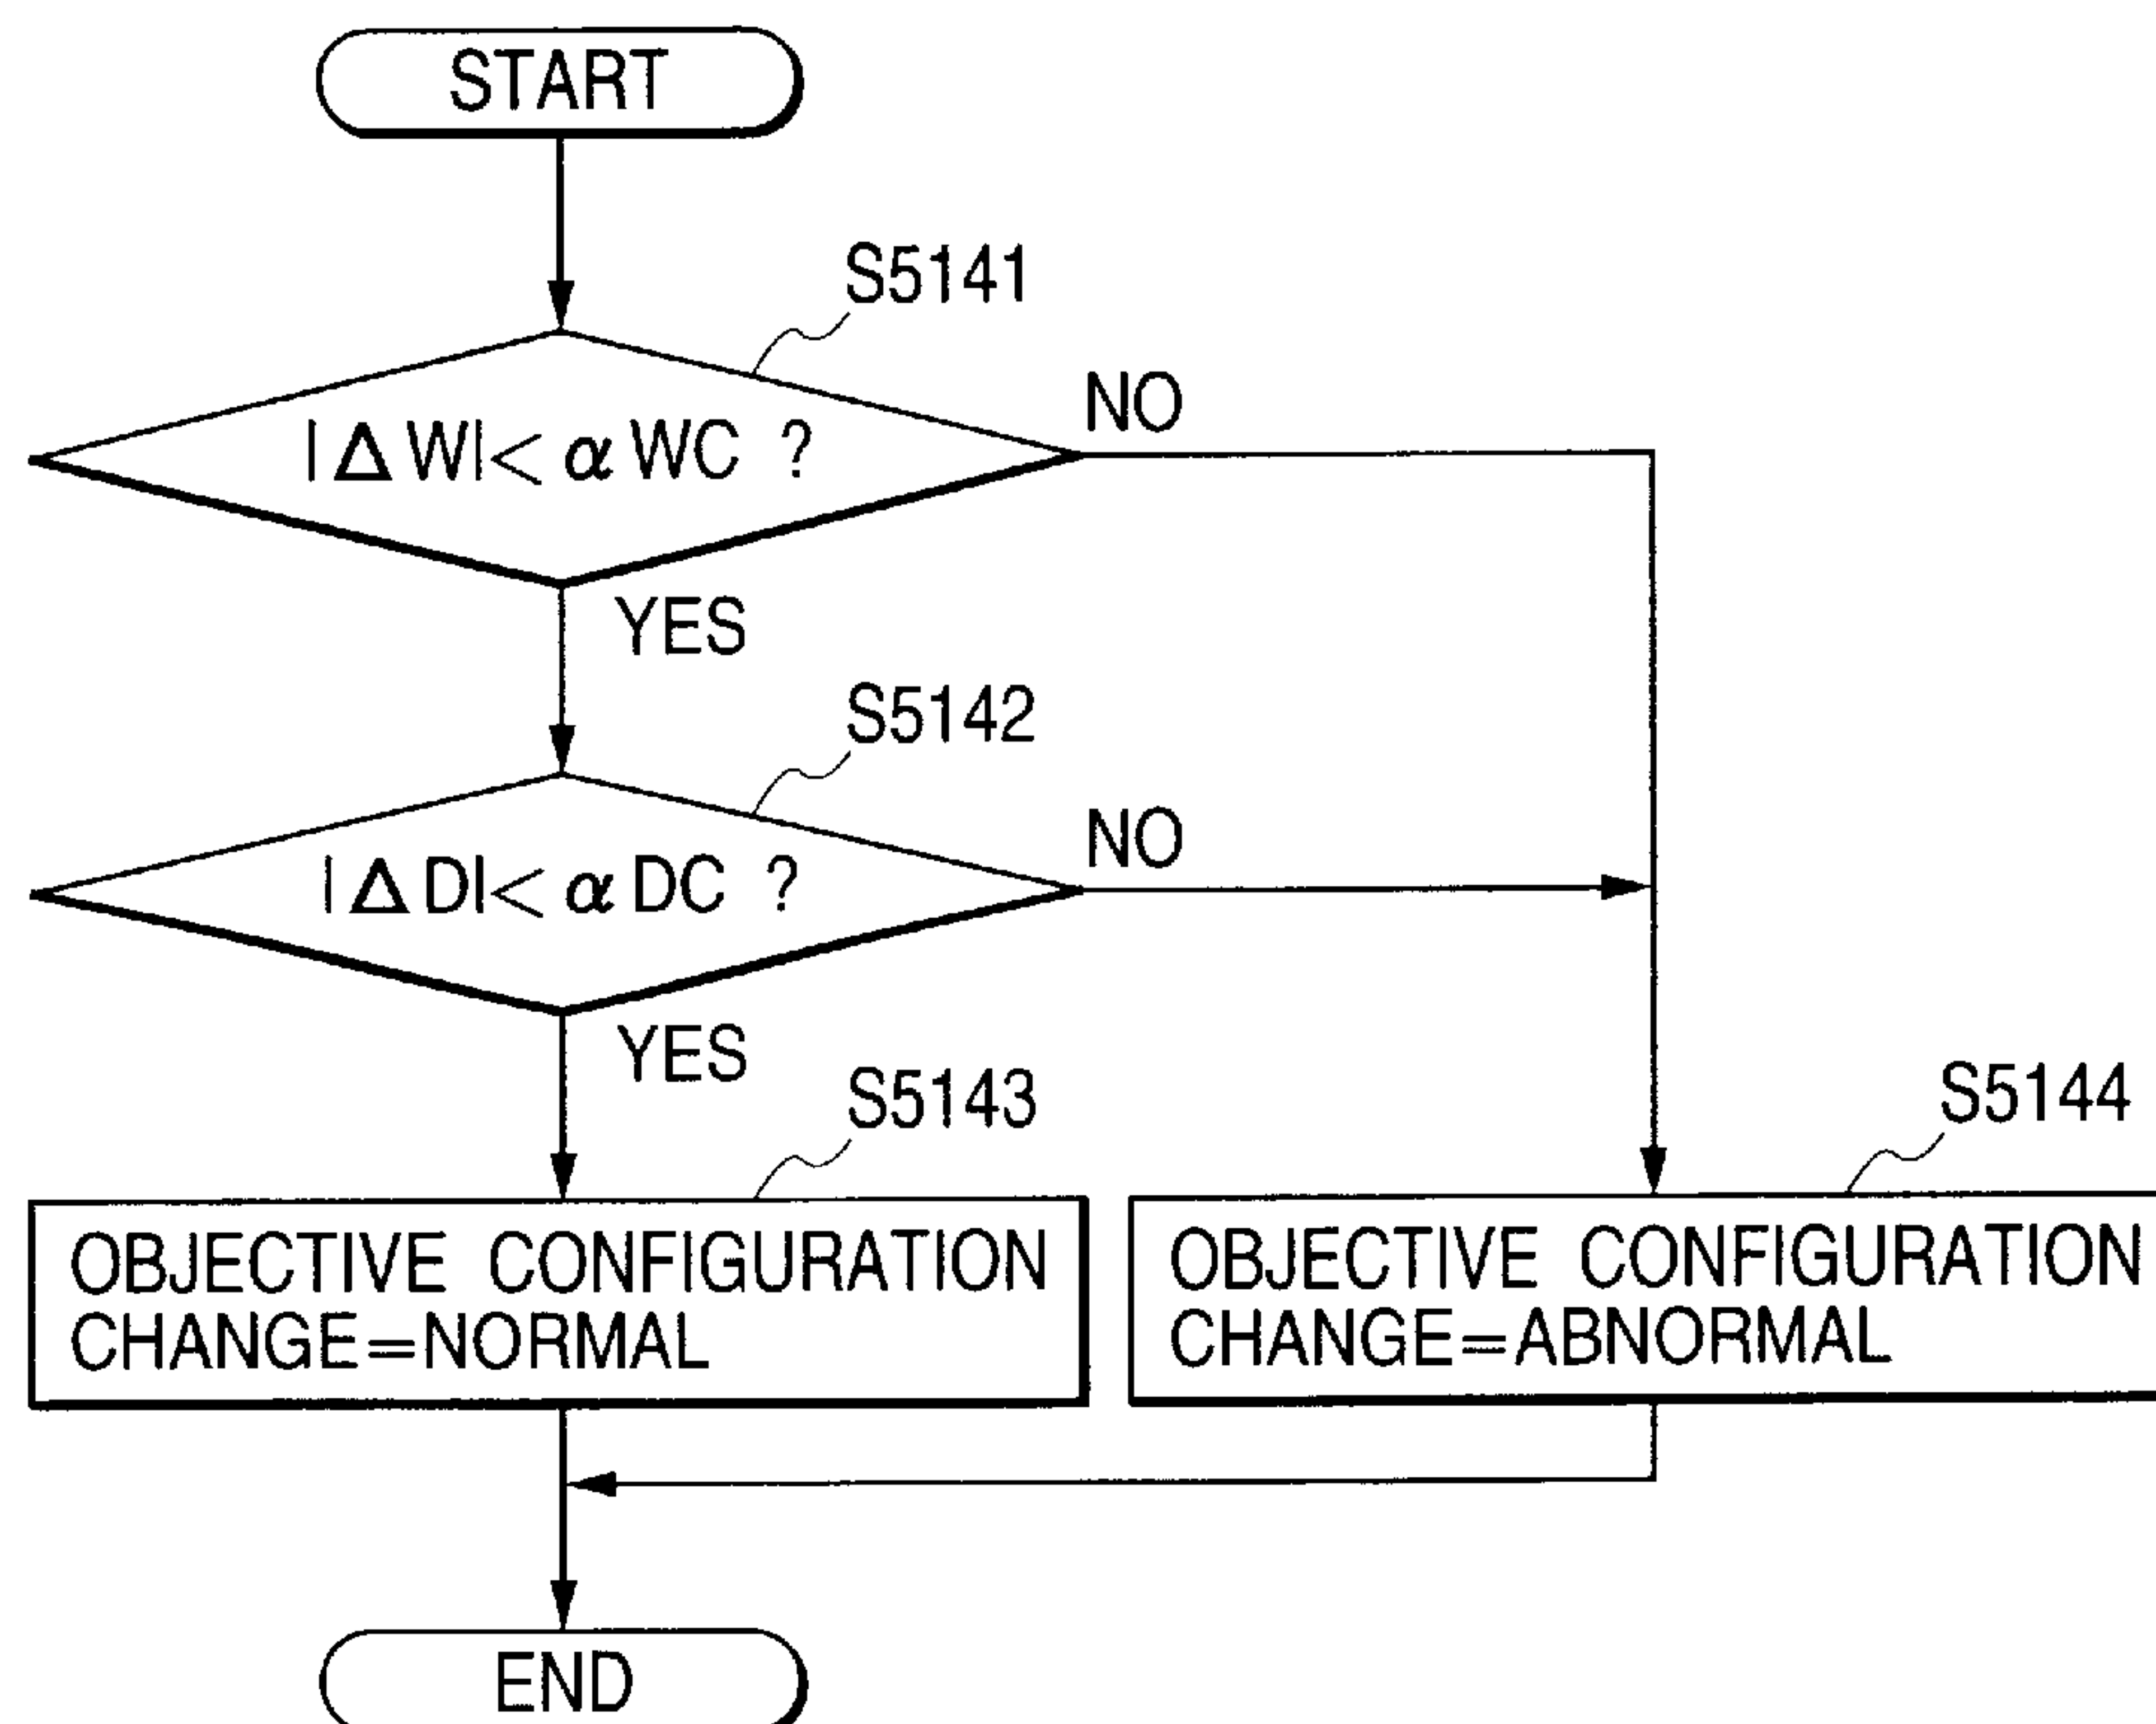 START
S5141
|ΔW|<αWC ?
NO
YES
S5142
|ΔD|<αDC ?
NO
YES
S5143
S5144
OBJECTIVE CONFIGURATION
CHANGE=NORMAL
OBJECTIVE CONFIGURATION
CHANGE=ABNORMAL
END